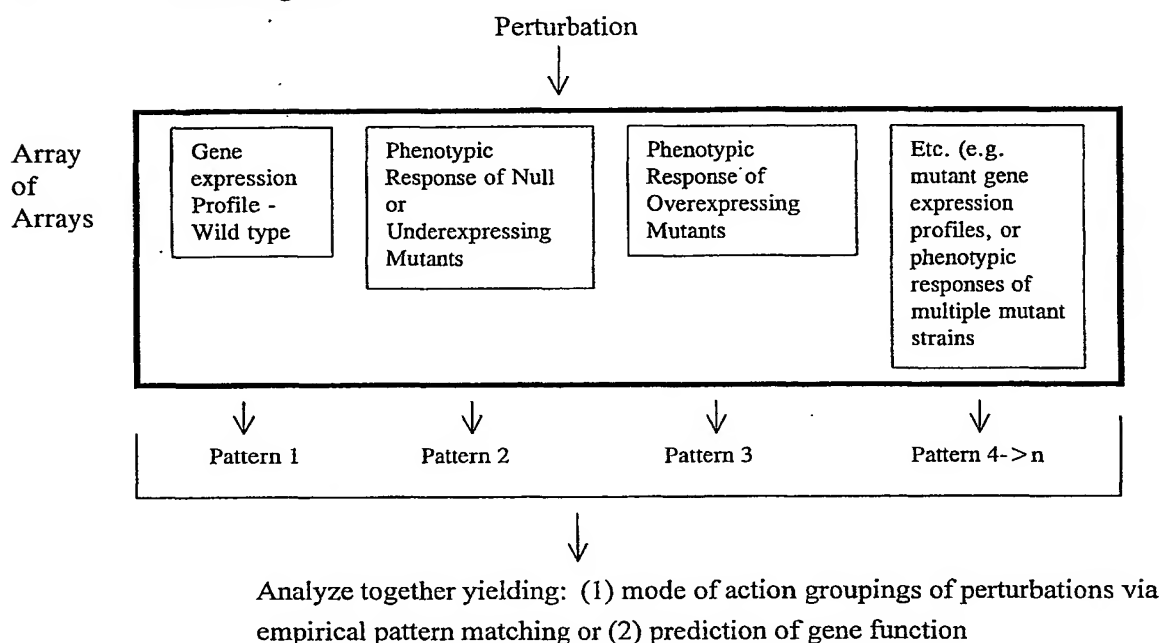 Perturbation
Array
of
Arrays
Gene
expression
Profile -
Wild type
Phenotypic
Response of Null
or
Underexpressing
Mutants
Phenotypic
Response of
Overexpressing
Mutants
Etc. (e.g.
mutant gene
expression
profiles, or
phenotypic
responses of
multiple mutant
strains
Pattern 1
Pattern 2
Pattern 3
Pattern 4->n
Analyze together yielding: (1) mode of action groupings of perturbations via
empirical pattern matching or (2) prediction of gene function